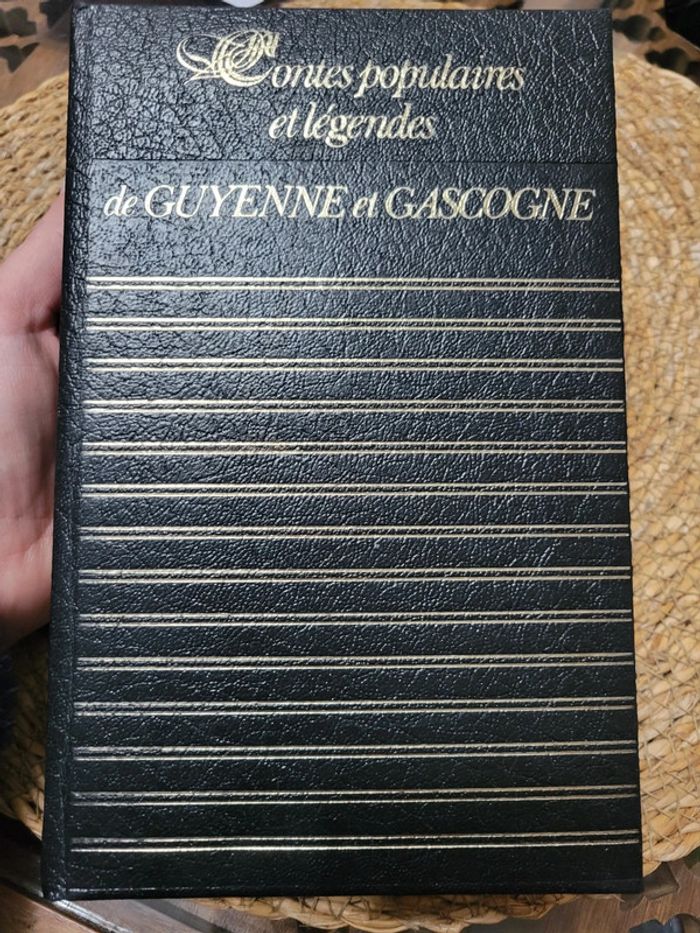 Contes populaires
et légendes
de GUYENNE et GASCOGNE